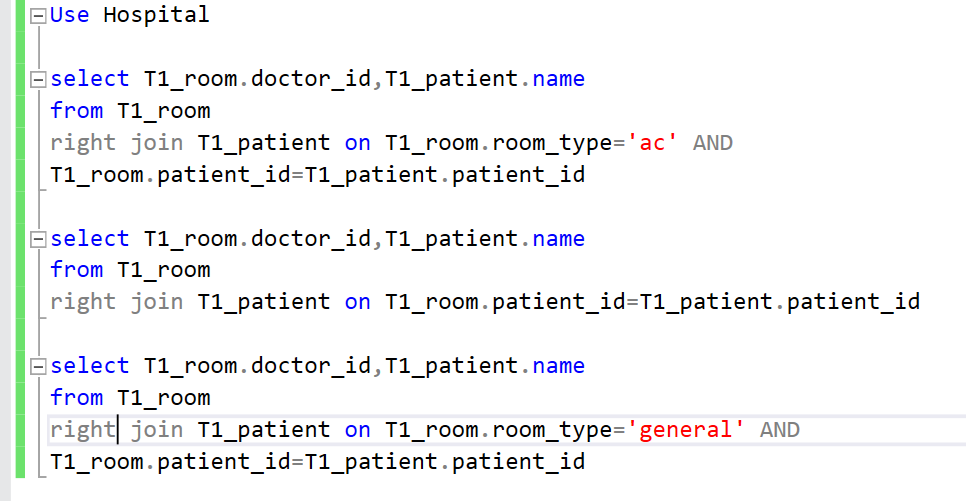 Use Hospital
select T1_room.doctor_id,T1_patient.name
from T1_room
right join T1_patient on T1_room.room_type='ac' AND
T1_room.patient_id=T1_patient.patient_id
select T1_room.doctor_id,T1_patient.name
from T1_room
right join T1_patient on T1_room.patient_id=T1_patient.patient_id
select T1_room.doctor_id,T1_patient.name
from T1_room
right join T1_patient on T1_room.room_type='general' AND
T1_room.patient_id=T1_patient.patient_id